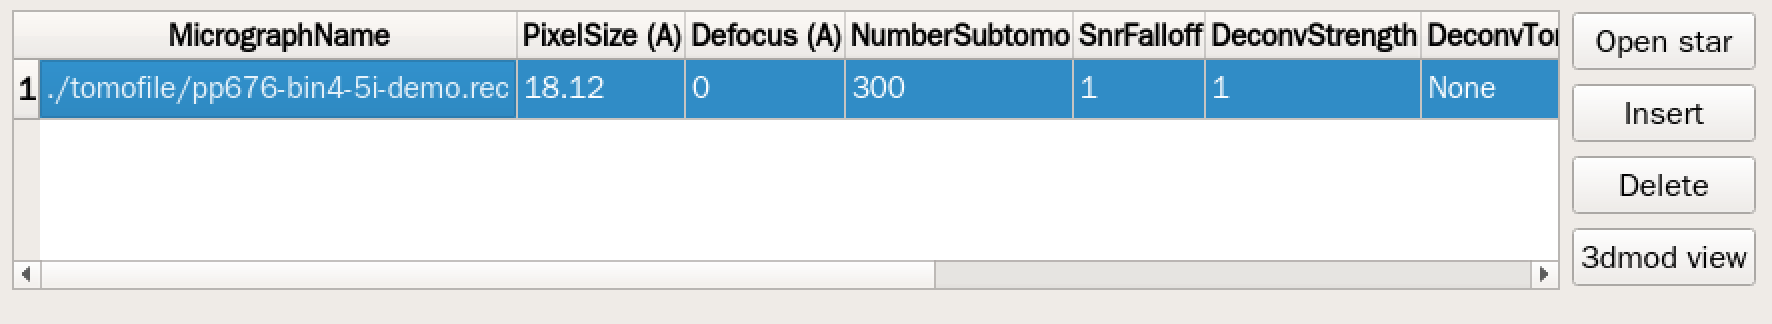 MicrographName PixelSize (A) Defocus (A) NumberSubtomo SnrFalloff DeconvStrength DeconvTo
1 ./tomofile/pp676-bin4-5i-demo.rec 18.12 0 300 1 1 None
Open star
Insert
Delete
3dmod view